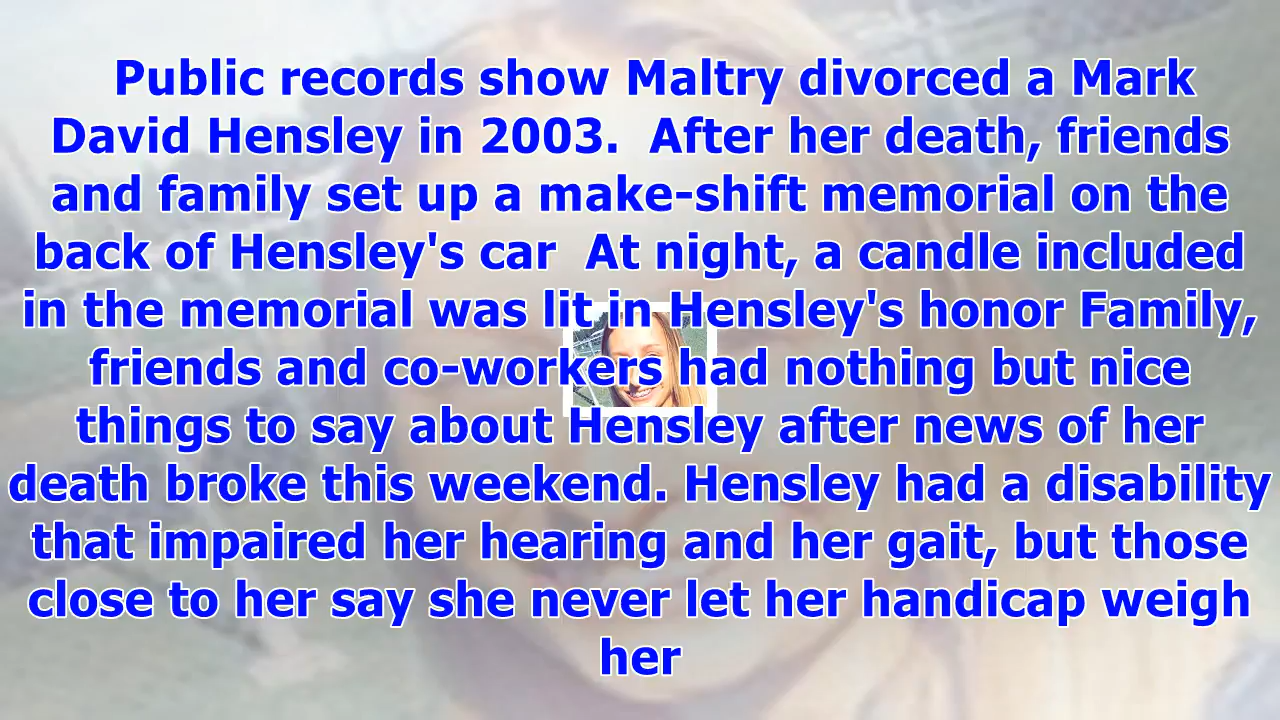 Public records show Maltry divorced a Mark
David Hensley in 2003.  After her death, friends
and family set up a make-shift memorial on the
back of Hensley's car  At night, a candle included
in the memorial was lit in Hensley's honor Family,
friends and co-workers had nothing but nice
things to say about Hensley after news of her
death broke this weekend. Hensley had a disability
that impaired her hearing and her gait, but those
close to her say she never let her handicap weigh
her